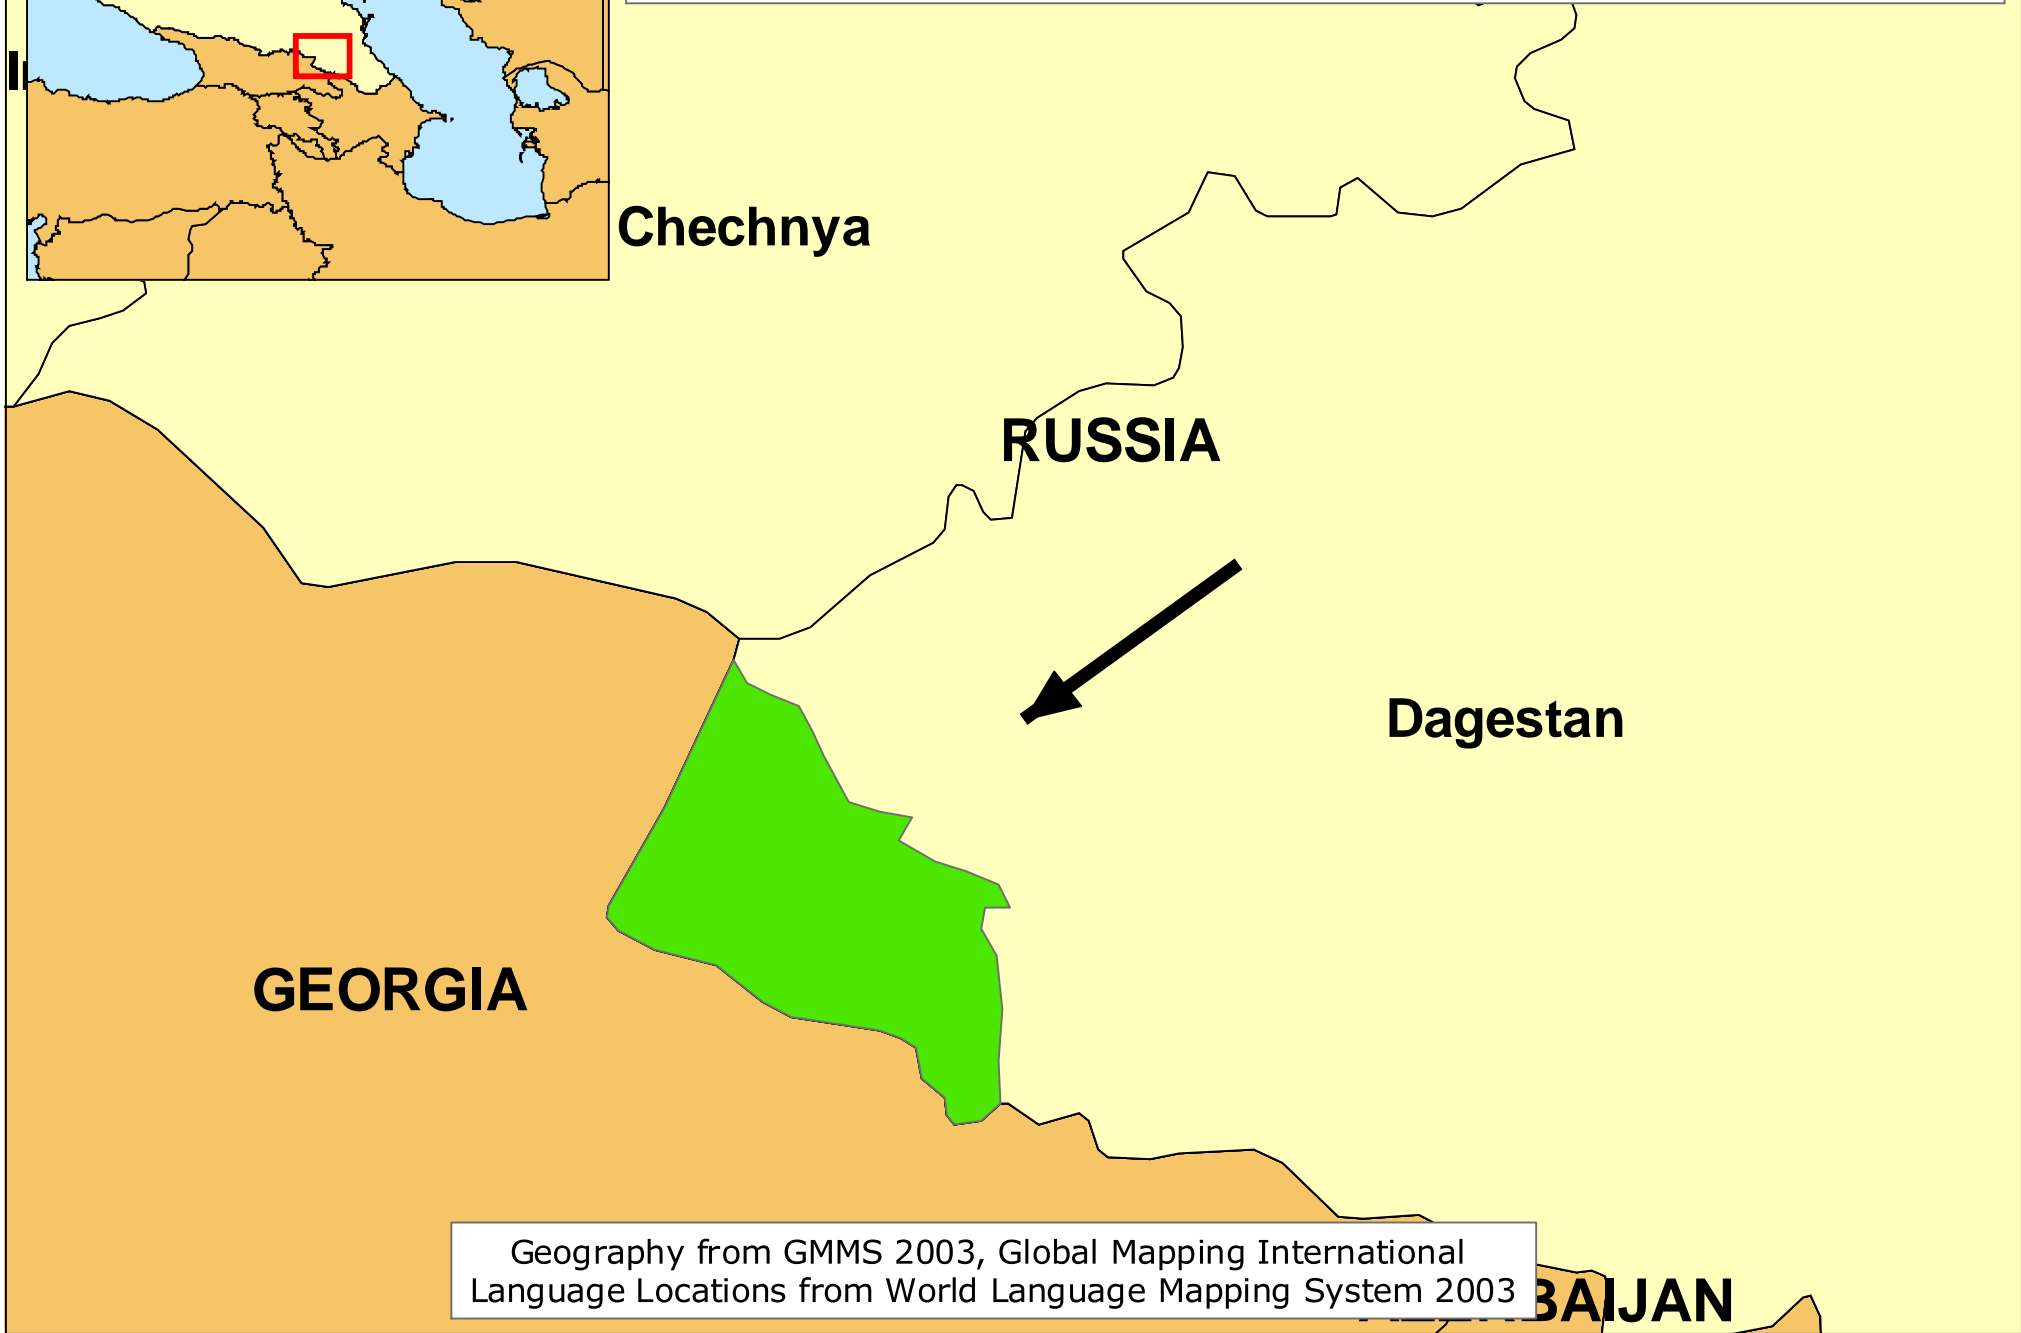 Chechnya
RUSSIA
Dagestan
GEORGIA
Geography from GMMS 2003, Global Mapping International
Language Locations from World Language Mapping System 2003